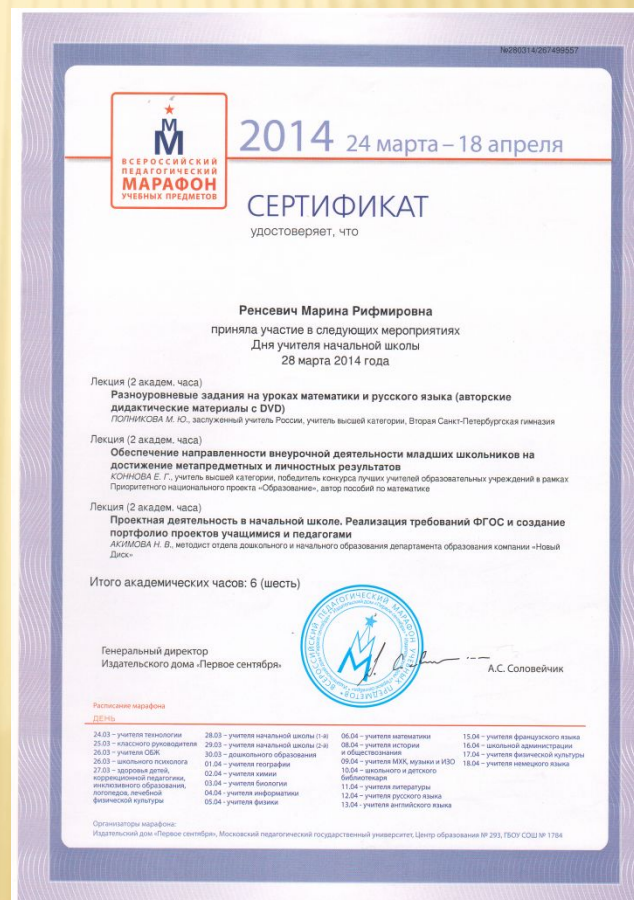 №280314/267499557
ВСЕРОССИЙСКИЙ
ПЕДАГОГИЧЕСКИЙ
МАРАФОН
УЧЕБНЫХ ПРЕДМЕТОВ
2014 24 марта – 18 апреля
СЕРТИФИКАТ
удостоверяет, что
Ренсевич Марина Рифмировна
приняла участие в следующих мероприятиях
Дня учителя начальной школы
28 марта 2014 года
Лекция (2 академ. часа)
Разноуровневые задания на уроках математики и русского языка (авторские
дидактические материалы с DVD)
ПОЛНИКОВА М. Ю., заслуженный учитель России, учитель высшей категории, Вторая Санкт-Петербургская гимназия
Лекция (2 академ. часа)
Обеспечение направленности внеурочной деятельности младших школьников на
достижение метапредметных и личностных результатов
КОННОВА Е. Г., учитель высшей категории, победитель конкурса лучших учителей образовательных учреждений в рамках
Приоритетного национального проекта «Образование», автор пособий по математике
Лекция (2 академ. часа)
Проектная деятельность в начальной школе. Реализация требований ФГОС и создание
портфолио проектов учащимися и педагогами
АКИМОВА Н. В., методист отдела дошкольного и начального образования департамента образования компании «Новый
Диск»
Итого академических часов: 6 (шесть)
Генеральный директор
Издательского дома «Первое сентября»
А.С. Соловейчик
ВСЕРОССИЙСКИЙ ПЕДАГОГИЧЕСКИЙ МАРАФОН УЧЕБНЫХ ПРЕДМЕТОВ
Расписание марафона
ДЕНЬ
24.03 – учителя технологии
25.03 – классного руководителя
26.03 – учителя ОБЖ
26.03 – школьного психолога
27.03 – здоровья детей,
коррекционной педагогики,
инклюзивного образования,
логопедов, лечебной
физической культуры
28.03 – учителя начальной школы (1-й)
29.03 – учителя начальной школы (2-й)
30.03 – дошкольного образования
01.04 – учителя географии
02.04 – учителя химии
03.04 – учителя биологии
04.04 – учителя информатики
05.04 – учителя физики
06.04 – учителя математики
08.04 – учителя истории
и обществознания
09.04 – учителя МХК, музыки и ИЗО
10.04 – школьного и детского
библиотекаря
11.04 – учителя литературы
12.04 – учителя русского языка
13.04 – учителя английского языка
15.04 – учителя французского языка
16.04 – школьной администрации
17.04 – учителя физической культуры
18.04 – учителя немецкого языка
Организаторы марафона:
Издательский дом «Первое сентября», Московский педагогический государственный университет, Центр образования № 293, ГБОУ СОШ № 1784